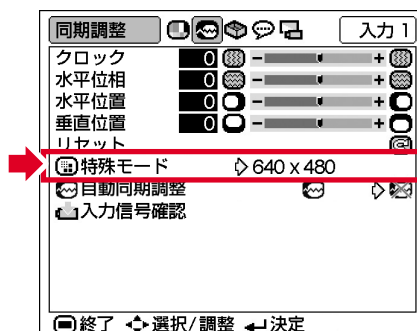 同期調整 入力 1
クロック 0 - +
水平位相 0 - +
水平位置 0 - +
垂直位置 0 - +
リセット
特殊モード 640 x 480
自動同期調整
入力信号確認
終了 選択/調整 決定